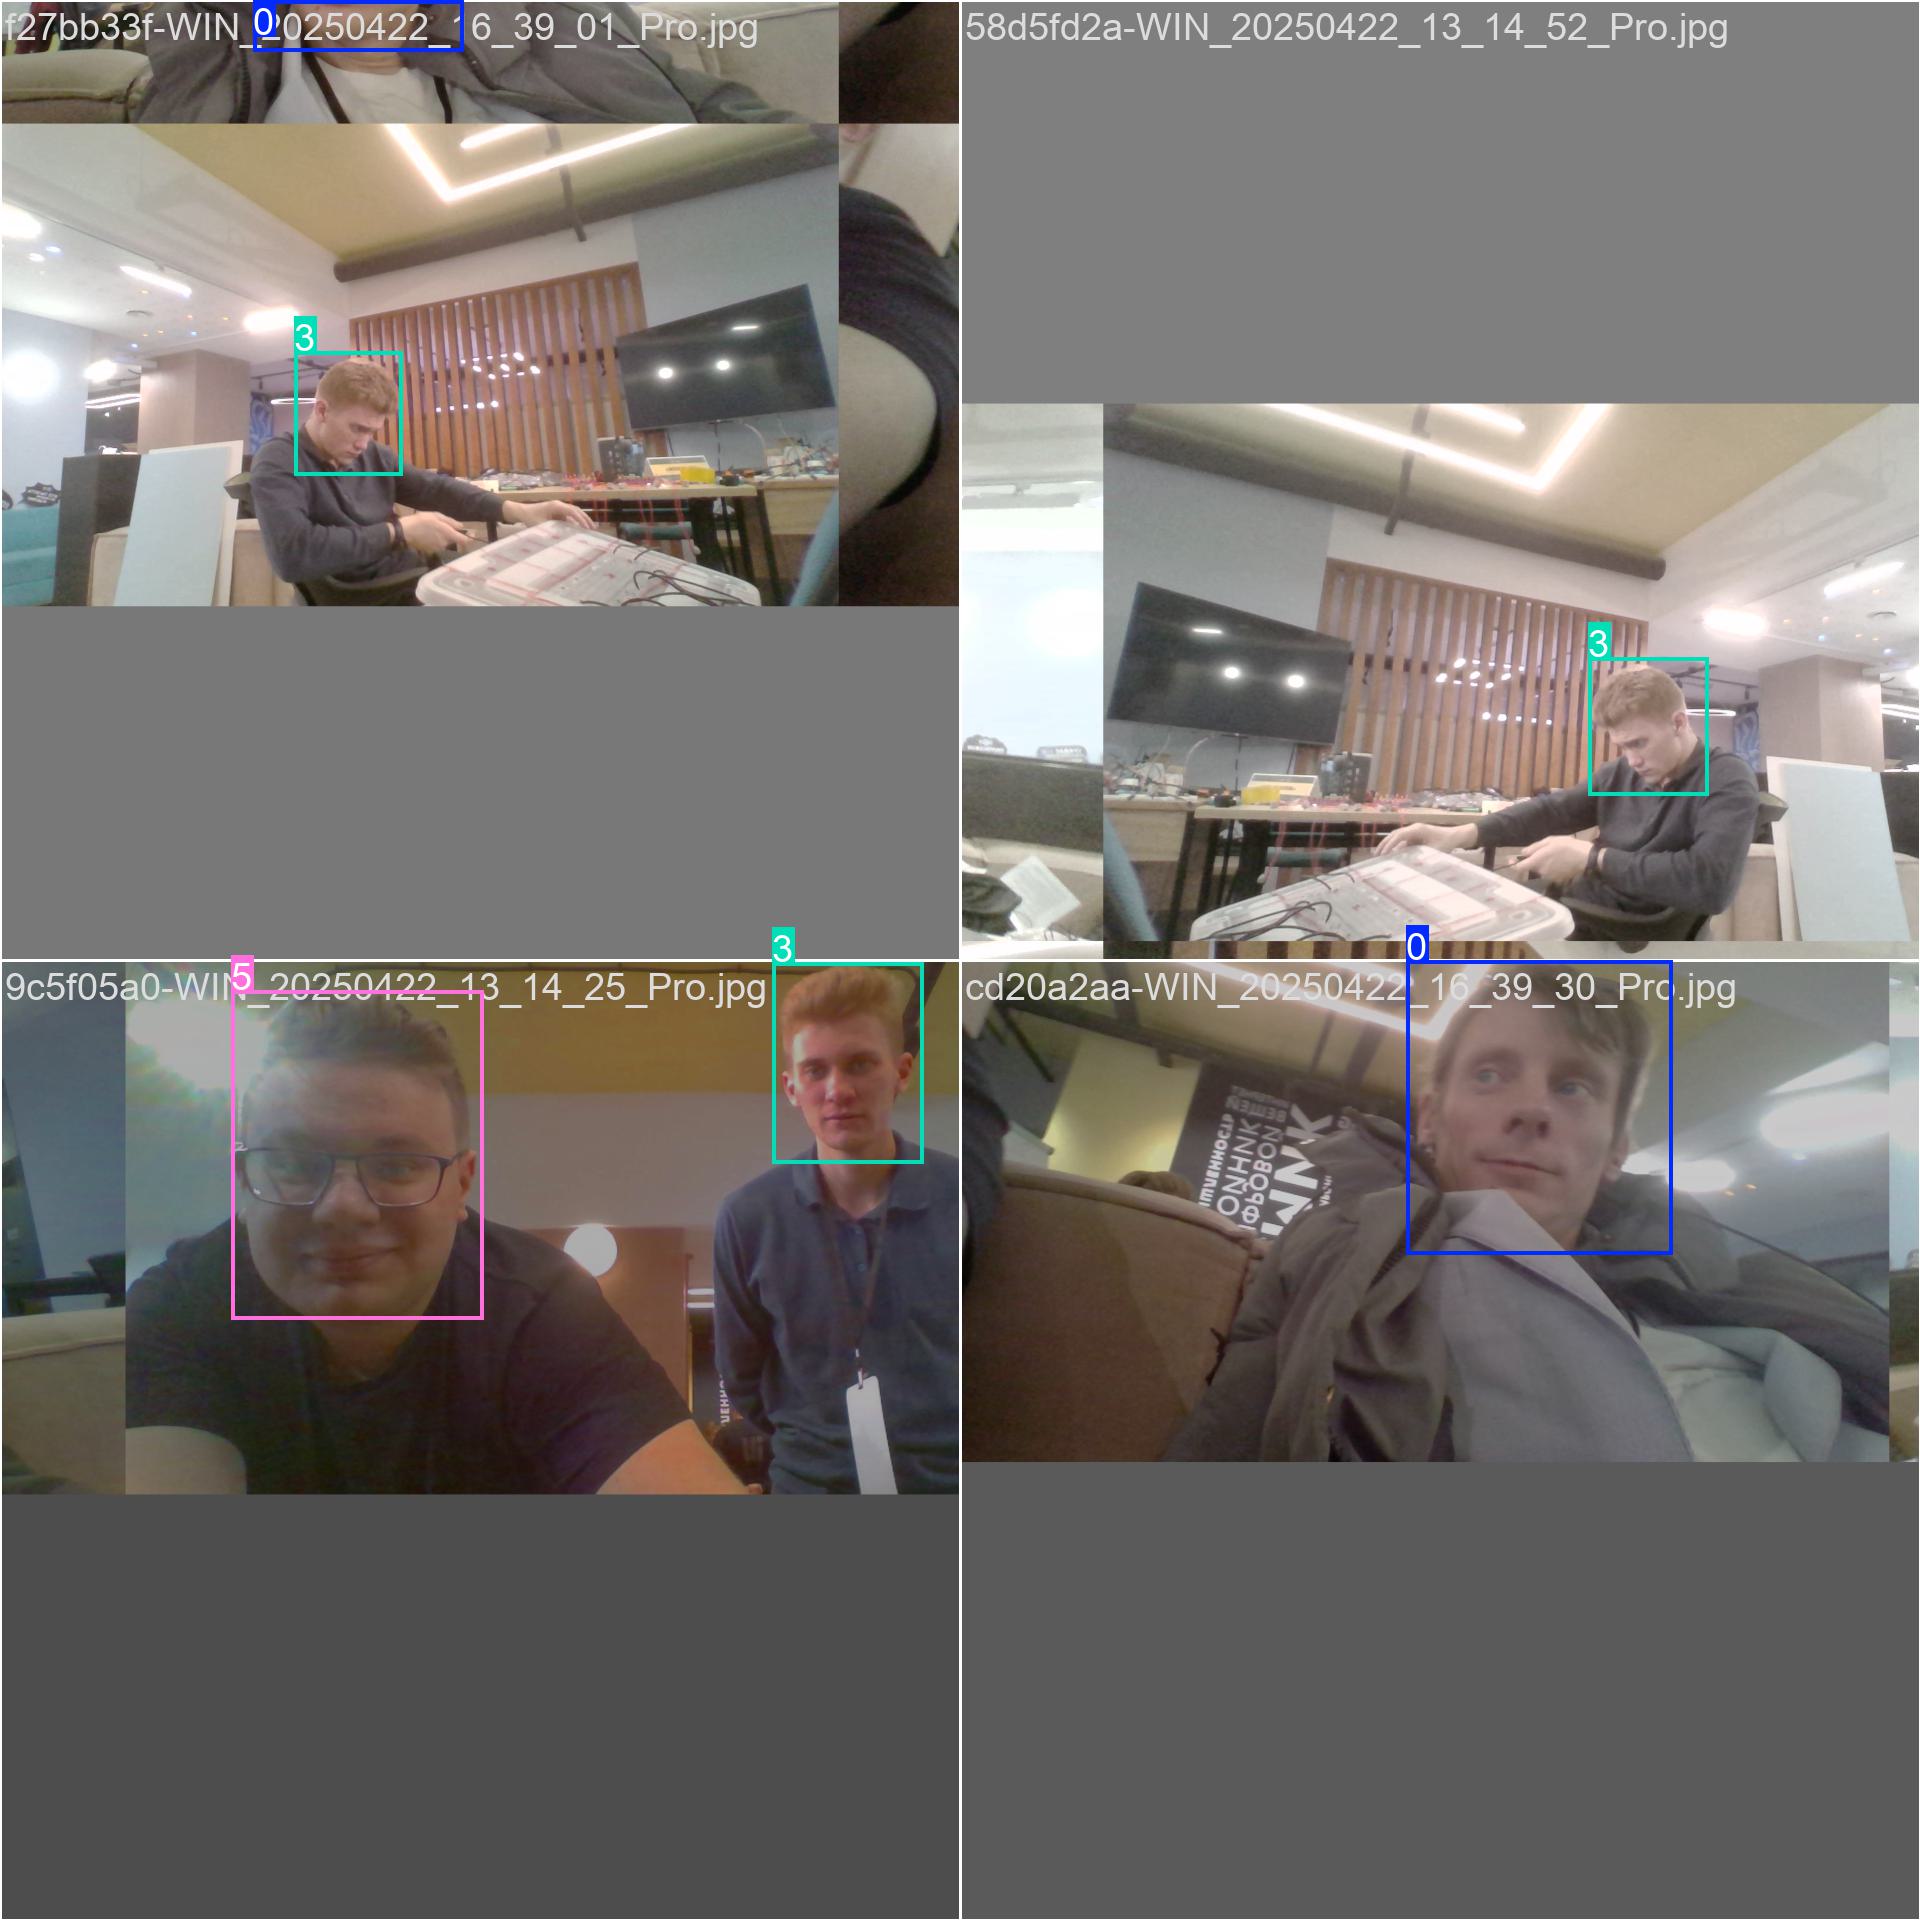 f27bb33f-WIN_20250422_16_39_01_Pro.jpg
0
3
58d5fd2a-WIN_20250422_13_14_52_Pro.jpg
3
9c5f05a0-WIN_20250422_13_14_25_Pro.jpg
5
3
cd20a2aa-WIN_20250422_16_39_30_Pro.jpg
0